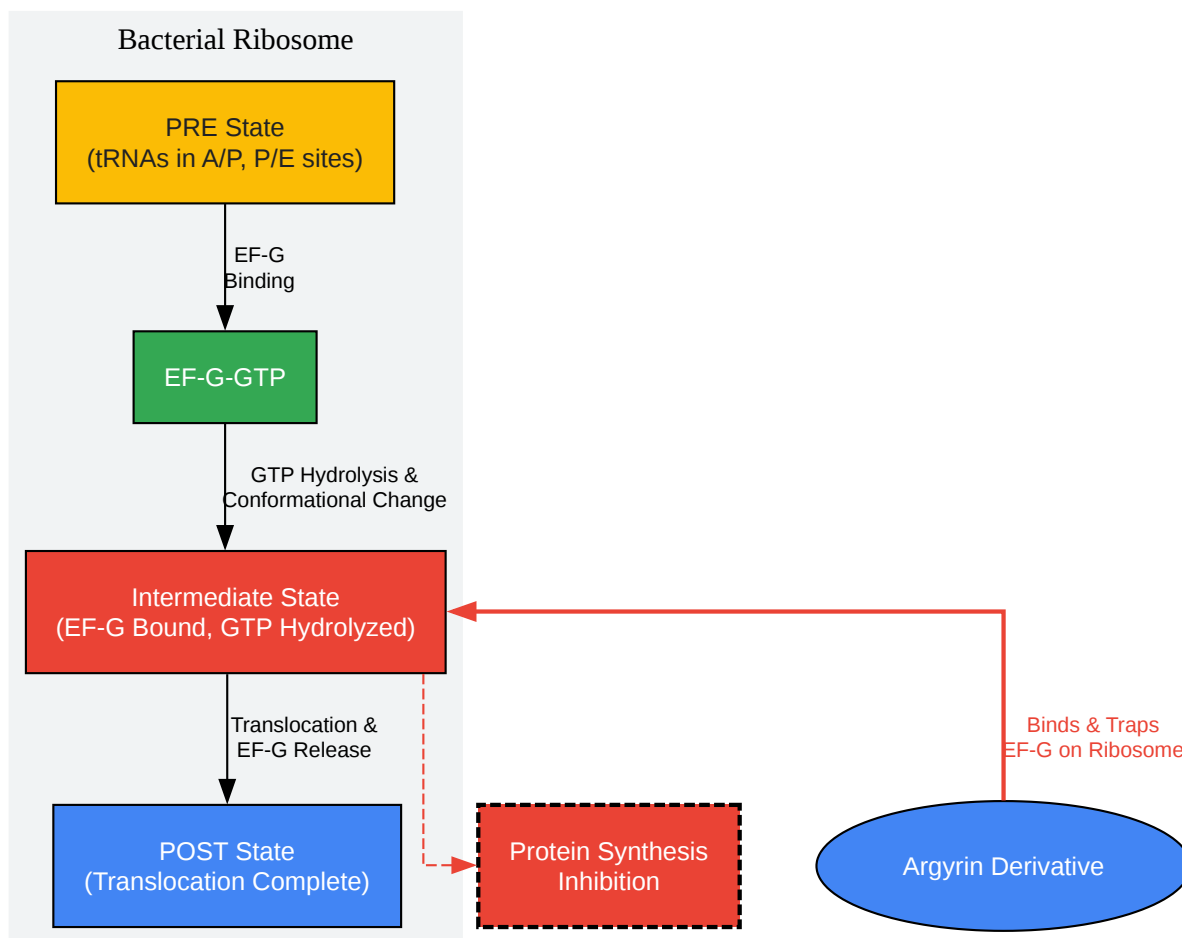 Bacterial Ribosome
PRE State
(tRNAs in A/P, P/E sites)
EF-G
Binding
EF-G-GTP
GTP Hydrolysis &
Conformational Change
Intermediate State
(EF-G Bound, GTP Hydrolyzed)
Translocation &
EF-G Release
Binds & Traps
EF-G on Ribosome
POST State
(Translocation Complete)
Protein Synthesis
Inhibition
Argyrin Derivative